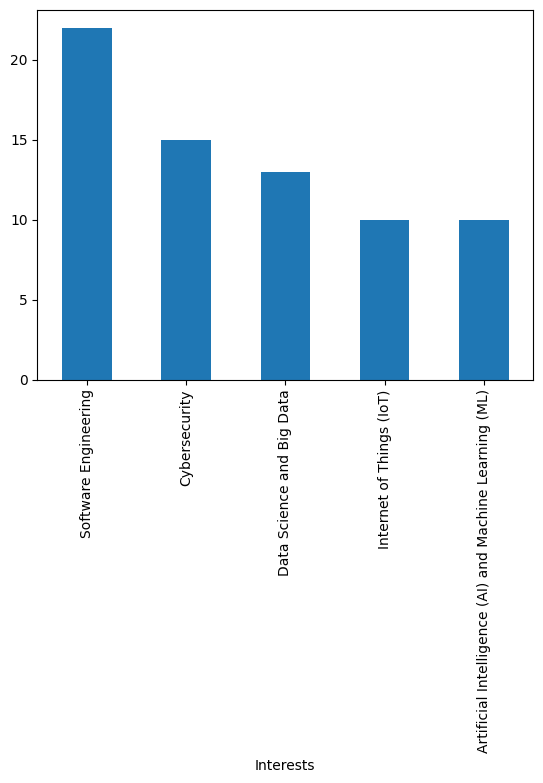 20
15
10
5
0
Software Engineering
Cybersecurity
Data Science and Big Data
Internet of Things (IoT)
Artificial Intelligence (AI) and Machine Learning (ML)
Interests